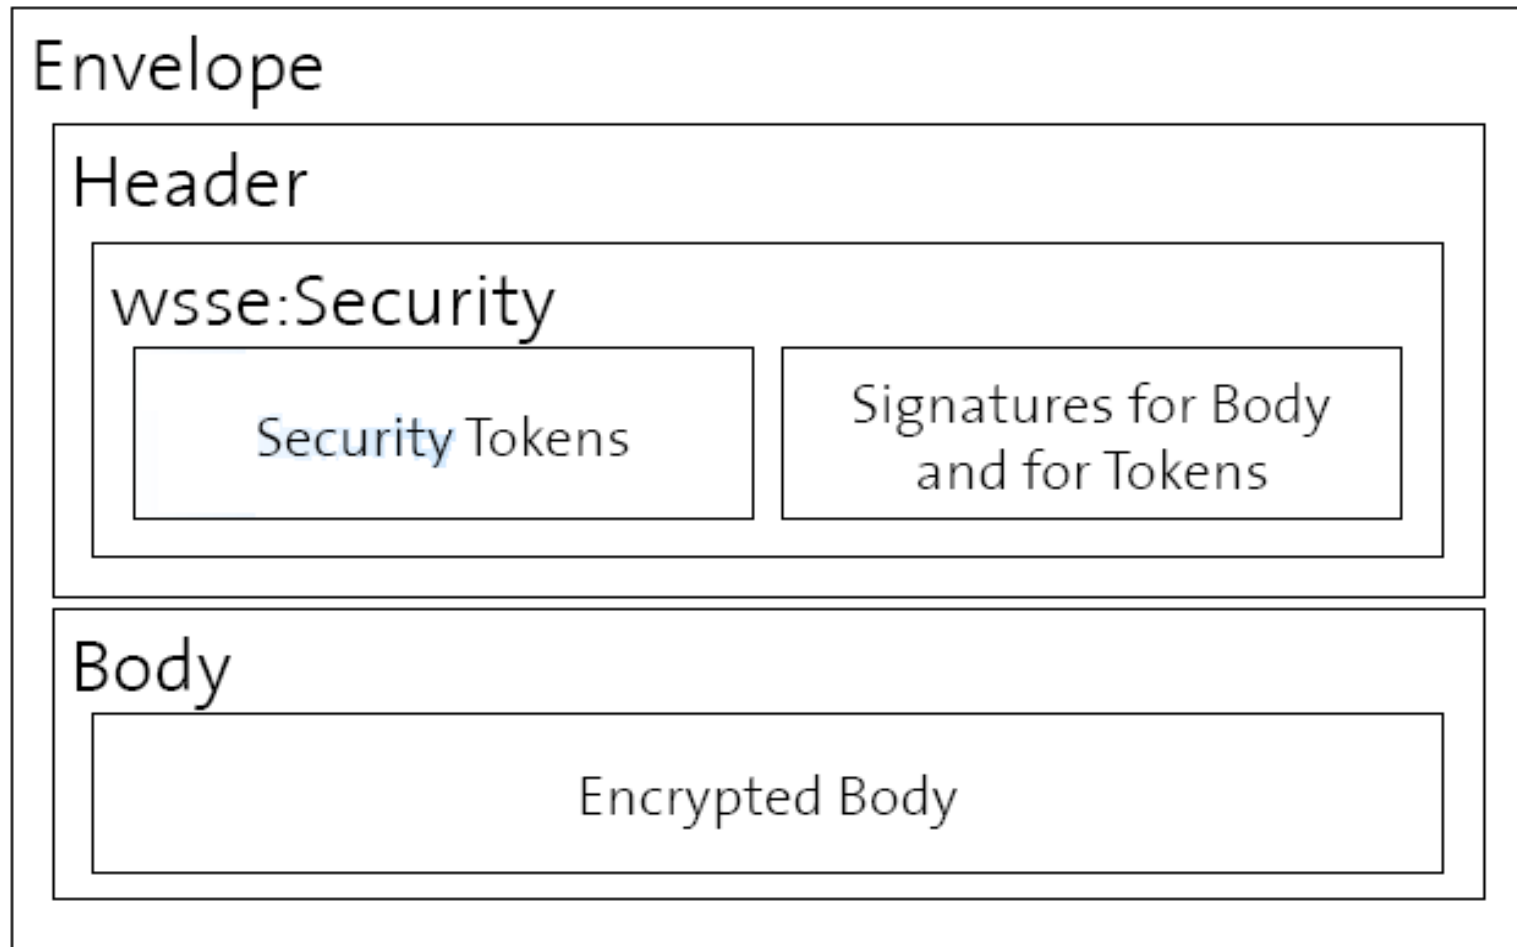 Envelope
Header
wsse:Security
Security Tokens
Signatures for Body
and for Tokens
Body
Encrypted Body